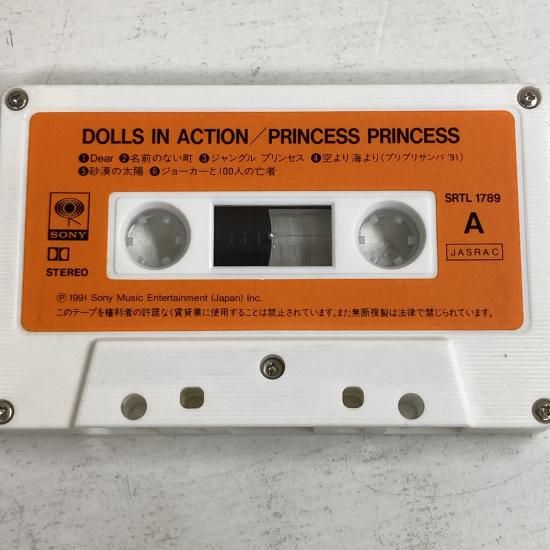 DOLLS IN ACTION／PRINCESS PRINCESS
❶Dear ❷名前のない町 ❸ジャングル プリンセス ❹空より海より(プリプリサンバ '91)
❺砂漠の太陽 ❻ジョーカーと100人の亡者
SRTL 1789
A
SONY
JASRAC
STEREO
Ⓟ 1991 Sony Music Entertainment (Japan) Inc.
このテープを権利者の許諾なく賃貸業に使用することは禁止されています。また無断複製は法律で禁じられています。